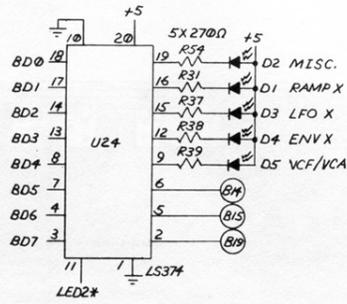 +5
10 20 5X270Ω
+5
BD0 18 19 R54 D2 MISC.
BD1 17 16 R31 D1 RAMP X
BD2 14 15 R37 D3 LFO X
BD3 13 U24 12 R38 D4 ENV X
BD4 8 9 R39 D5 VCF/VCA
BD5 7 6 B14
BD6 4 5 B15
BD7 3 2 B19
11 1 LS374
LED2*